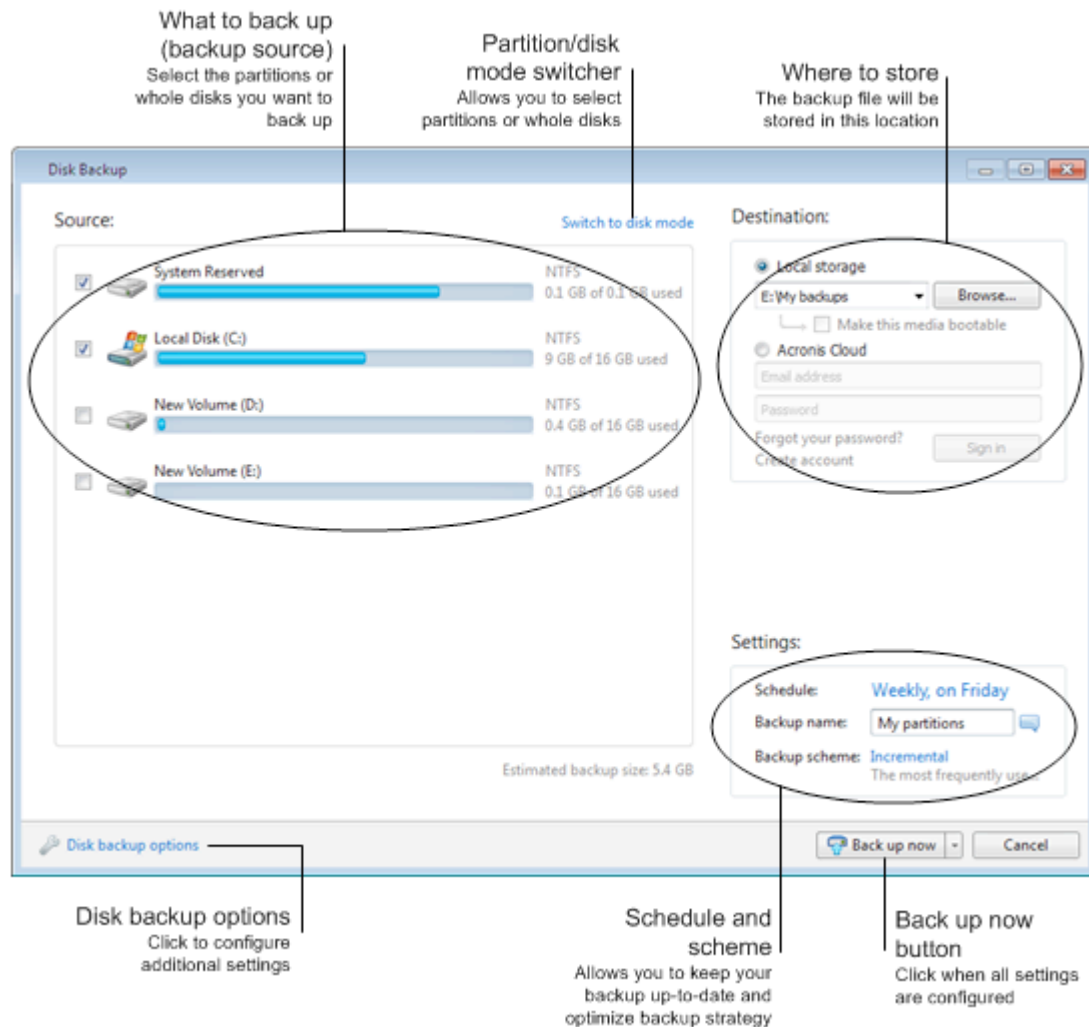 What to back up
(backup source)
Select the partitions or
whole disks you want to
back up
Partition/disk
mode switcher
Allows you to select
partitions or whole disks
Where to store
The backup file will be
stored in this location
Disk Backup
Source:
Switch to disk mode
System Reserved
NTFS
0.1 GB of 0.1 GB used
Local Disk (C:)
NTFS
9 GB of 16 GB used
New Volume (D:)
NTFS
0.4 GB of 16 GB used
New Volume (E:)
NTFS
0.1 GB of 16 GB used
Estimated backup size: 5.4 GB
Destination:
Local storage
E:\My backups
Browse...
Make this media bootable
Acronis Cloud
Email address
Password
Forgot your password?
Create account
Sign in
Settings:
Schedule: Weekly, on Friday
Backup name: My partitions
Backup scheme: Incremental
The most frequently use...
Disk backup options
Back up now
Cancel
Disk backup options
Click to configure
additional settings
Schedule and
scheme
Allows you to keep your
backup up-to-date and
optimize backup strategy
Back up now
button
Click when all settings
are configured